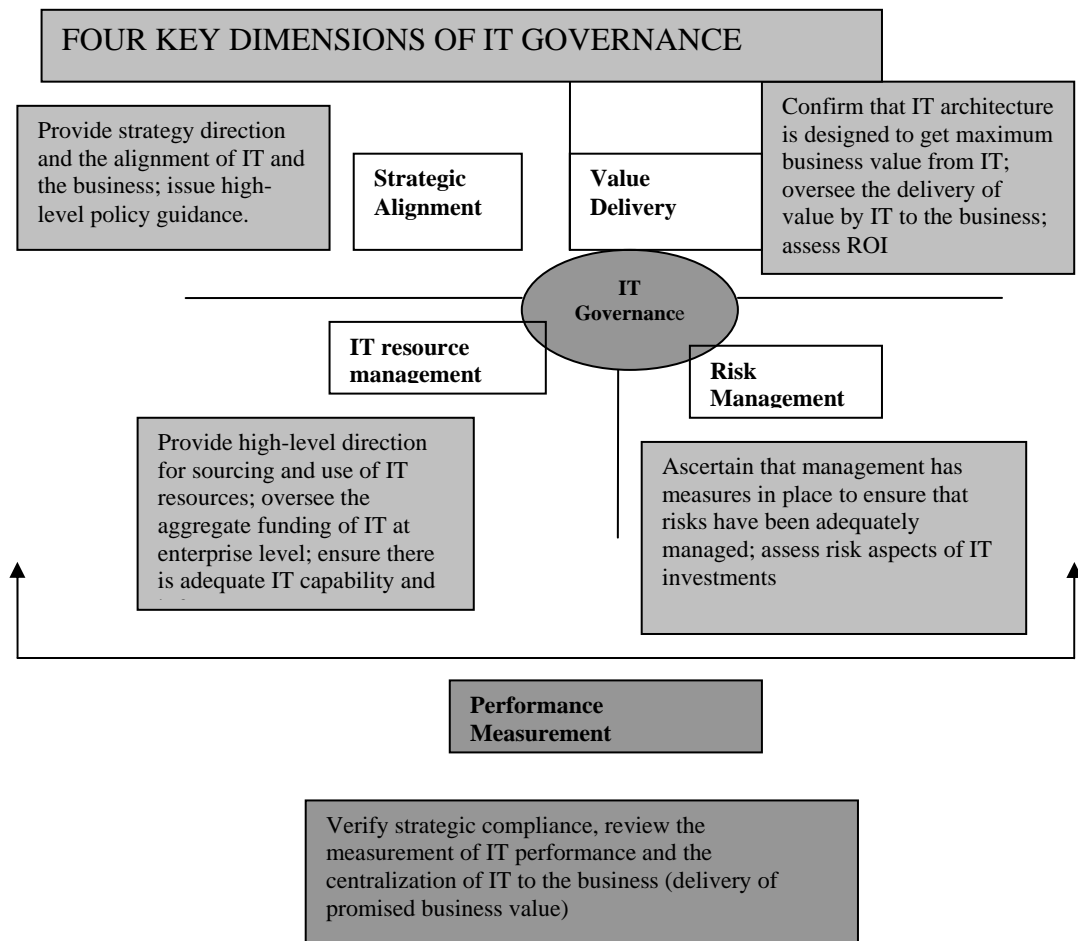 FOUR KEY DIMENSIONS OF IT GOVERNANCE
Provide strategy direction
and the alignment of IT and
the business; issue high-
level policy guidance.
Strategic
Alignment
Value
Delivery
Confirm that IT architecture
is designed to get maximum
business value from IT;
oversee the delivery of
value by IT to the business;
assess ROI
IT
Governance
IT resource
management
Risk
Management
Provide high-level direction
for sourcing and use of IT
resources; oversee the
aggregate funding of IT at
enterprise level; ensure there
is adequate IT capability and
Ascertain that management has
measures in place to ensure that
risks have been adequately
managed; assess risk aspects of IT
investments
Performance
Measurement
Verify strategic compliance, review the
measurement of IT performance and the
centralization of IT to the business (delivery of
promised business value)